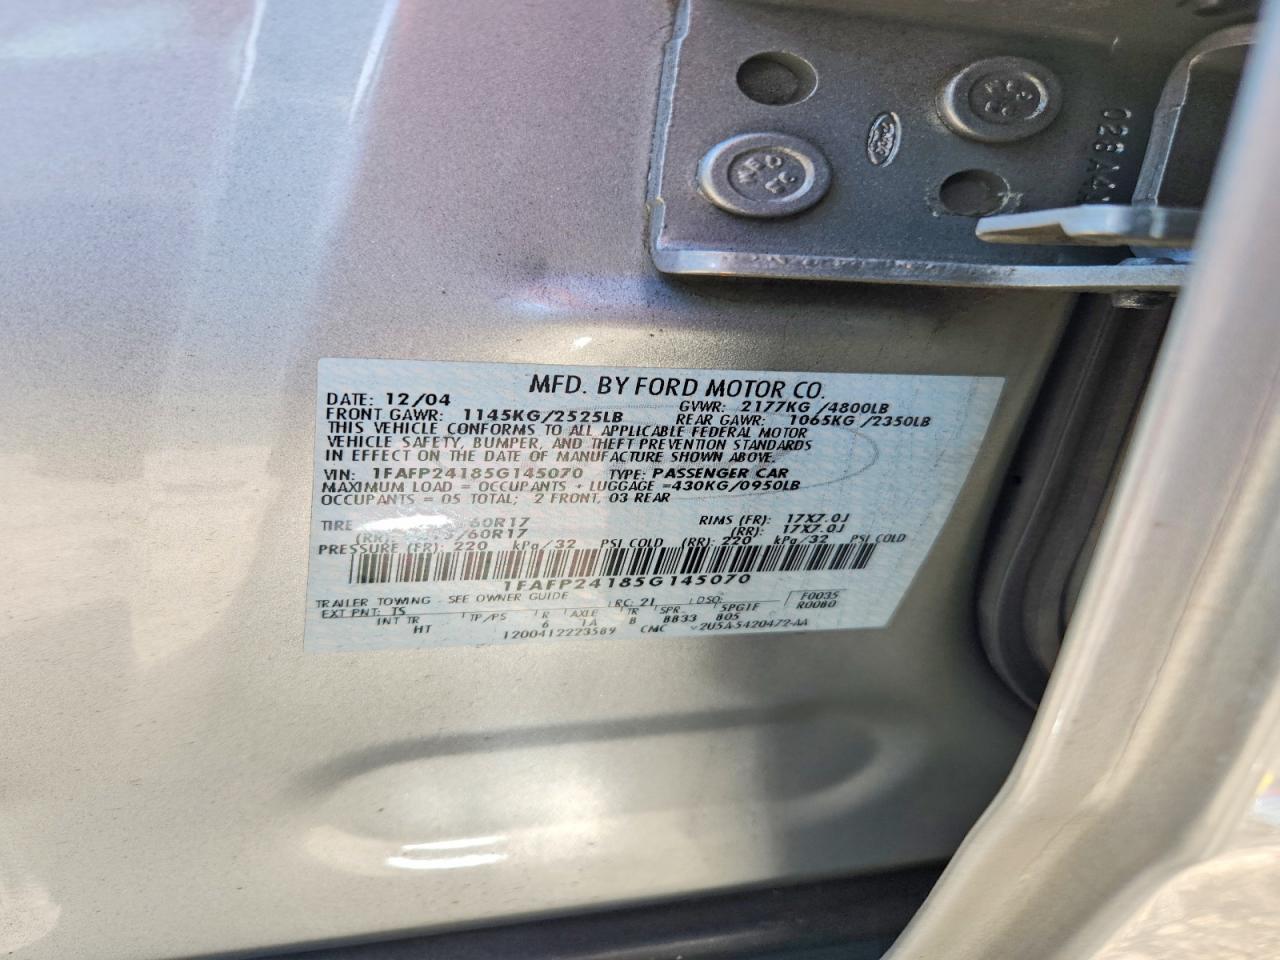 MFD. BY FORD MOTOR CO.
DATE: 12/04 GVWR: 2177KG /4800LB
FRONT GAWR: 1145KG/2525LB REAR GAWR: 1065KG /2350LB
THIS VEHICLE CONFORMS TO ALL APPLICABLE FEDERAL MOTOR
VEHICLE SAFETY, BUMPER, AND THEFT PREVENTION STANDARDS
IN EFFECT ON THE DATE OF MANUFACTURE SHOWN ABOVE.
VIN: 1FAFP24185G145070 TYPE: PASSENGER CAR
MAXIMUM LOAD = OCCUPANTS + LUGGAGE =430KG/0950LB
OCCUPANTS = 05 TOTAL; 2 FRONT, 03 REAR
TIRE 60R17 RIMS (FR): 17X7.0J
(RR): /60R17 (RR): 17X7.0J
PRESSURE (FR): 220 kPa/32 PSI COLD (RR): 220 kPa/32 PSI COLD
1FAFP24185G145070
TRAILER TOWING - SEE OWNER GUIDE F0035
EXT PNT: TS RC: 21 DSO: R0080
INT TR TP/PS R AXLE TR SPR 5PG1F
HT 6 1A B 8833 805
1200412223589 CMC